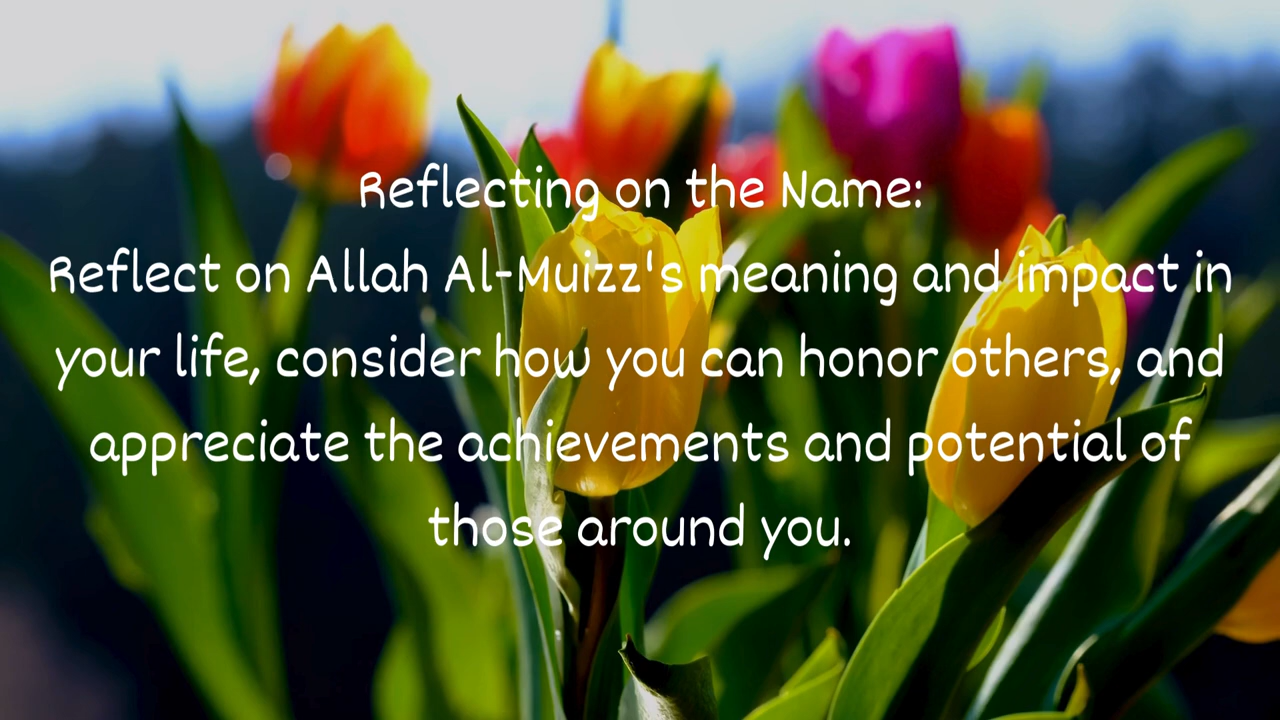 Reflecting on the Name:
Reflect on Allah Al-Muizz's meaning and impact in
your life, consider how you can honor others, and
appreciate the achievements and potential of
those around you.